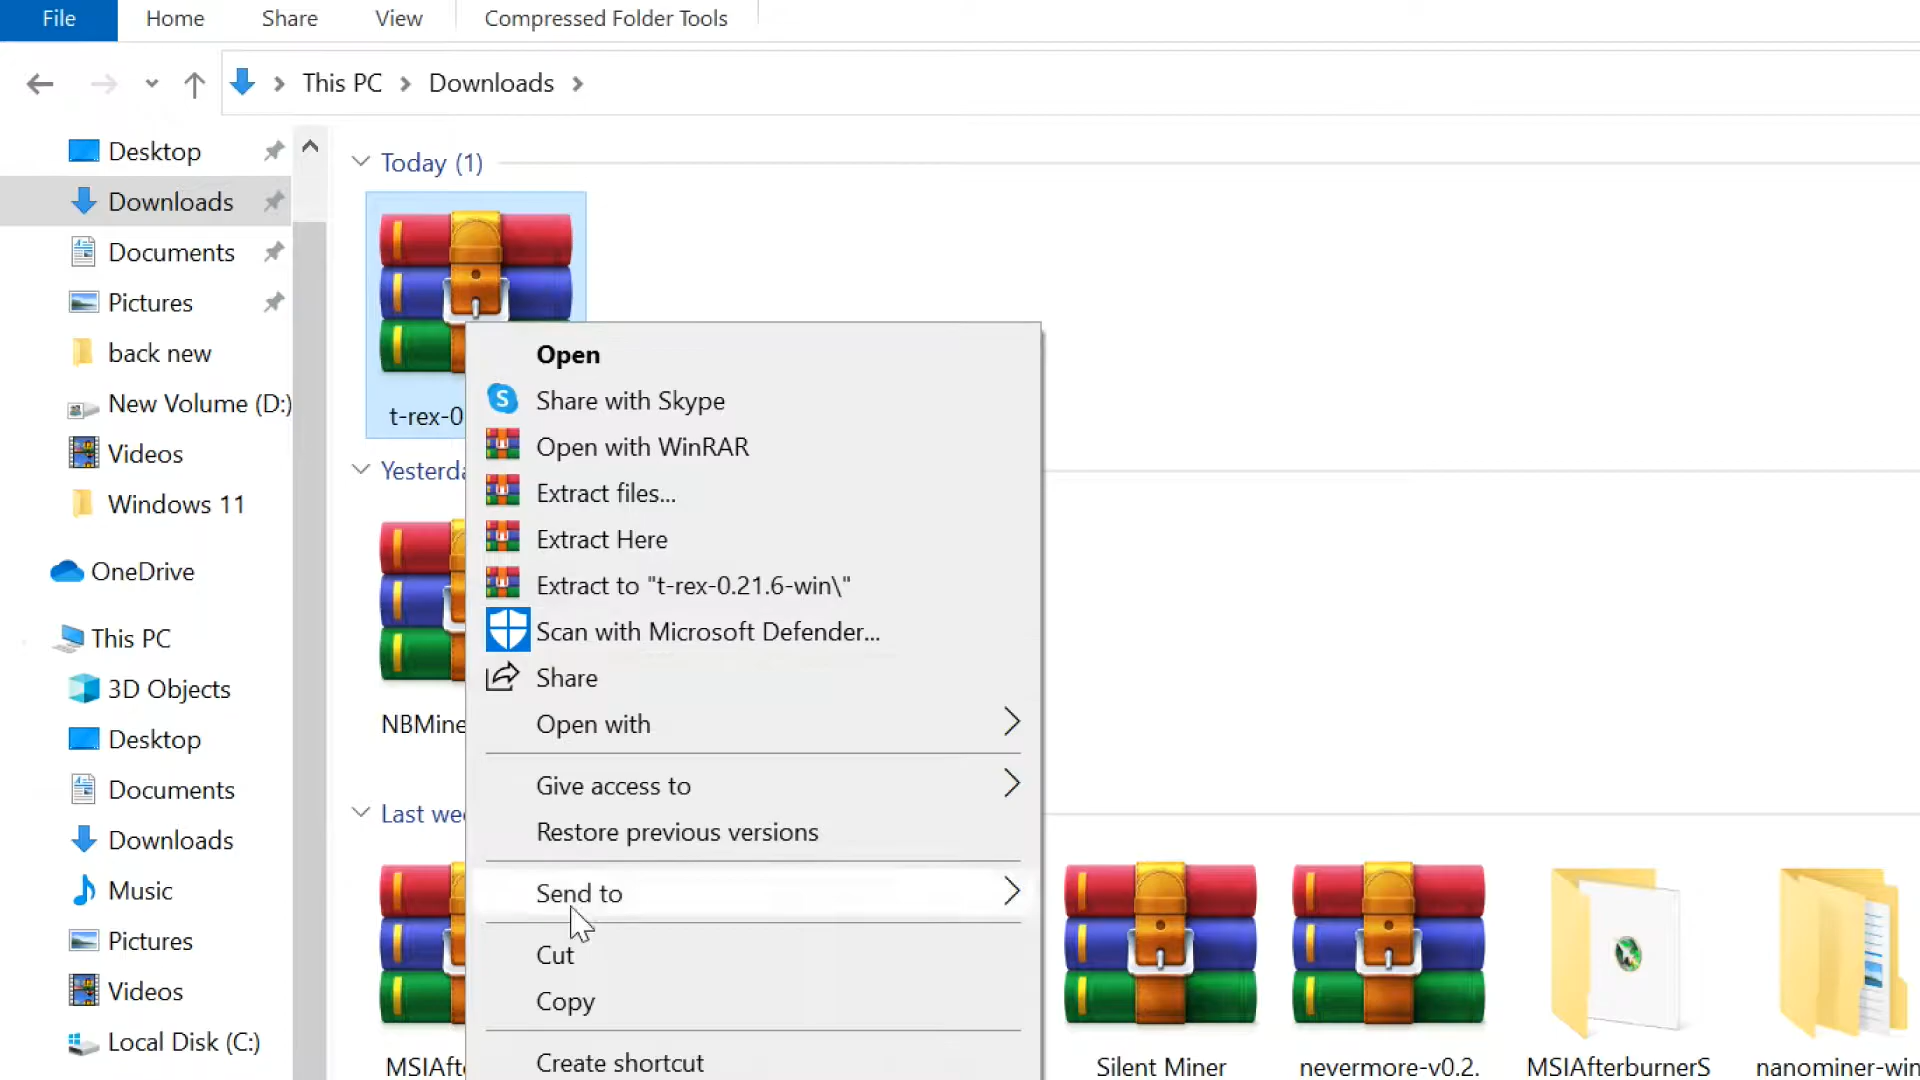 File Home Share View Compressed Folder Tools
This PC Downloads
Desktop
Downloads
Documents
Pictures
back new
New Volume (D:)
Videos
Windows 11
OneDrive
This PC
3D Objects
Desktop
Documents
Downloads
Music
Pictures
Videos
Local Disk (C:)
Today (1)
t-rex-0
Yesterda
NBMine
Last wee
MSIAfte
Silent Miner
nevermore-v0.2.
MSIAfterburnerS
nanominer-win
Open
S Share with Skype
Open with WinRAR
Extract files...
Extract Here
Extract to "t-rex-0.21.6-win\"
Scan with Microsoft Defender...
Share
Open with
Give access to
Restore previous versions
Send to
Cut
Copy
Create shortcut